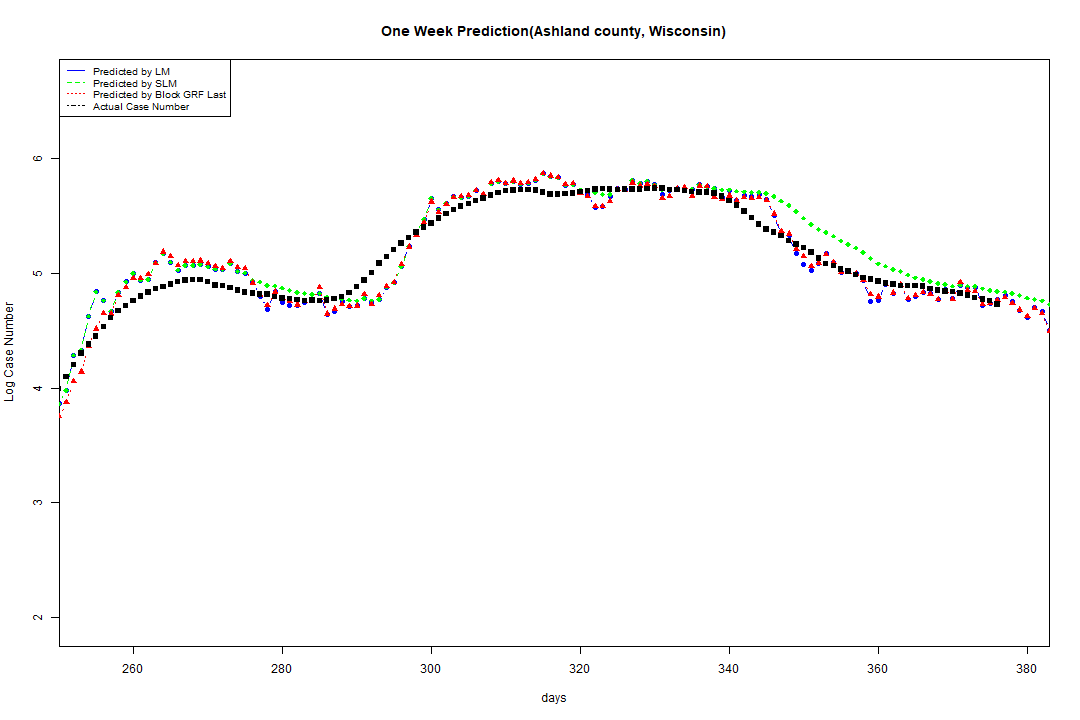 One Week Prediction(Ashland county, Wisconsin)
Predicted by LM
Predicted by SLM
Predicted by Block GRF Last
Actual Case Number
6
5
4
3
2
Log Case Number
260 280 300 320 340 360 380
days